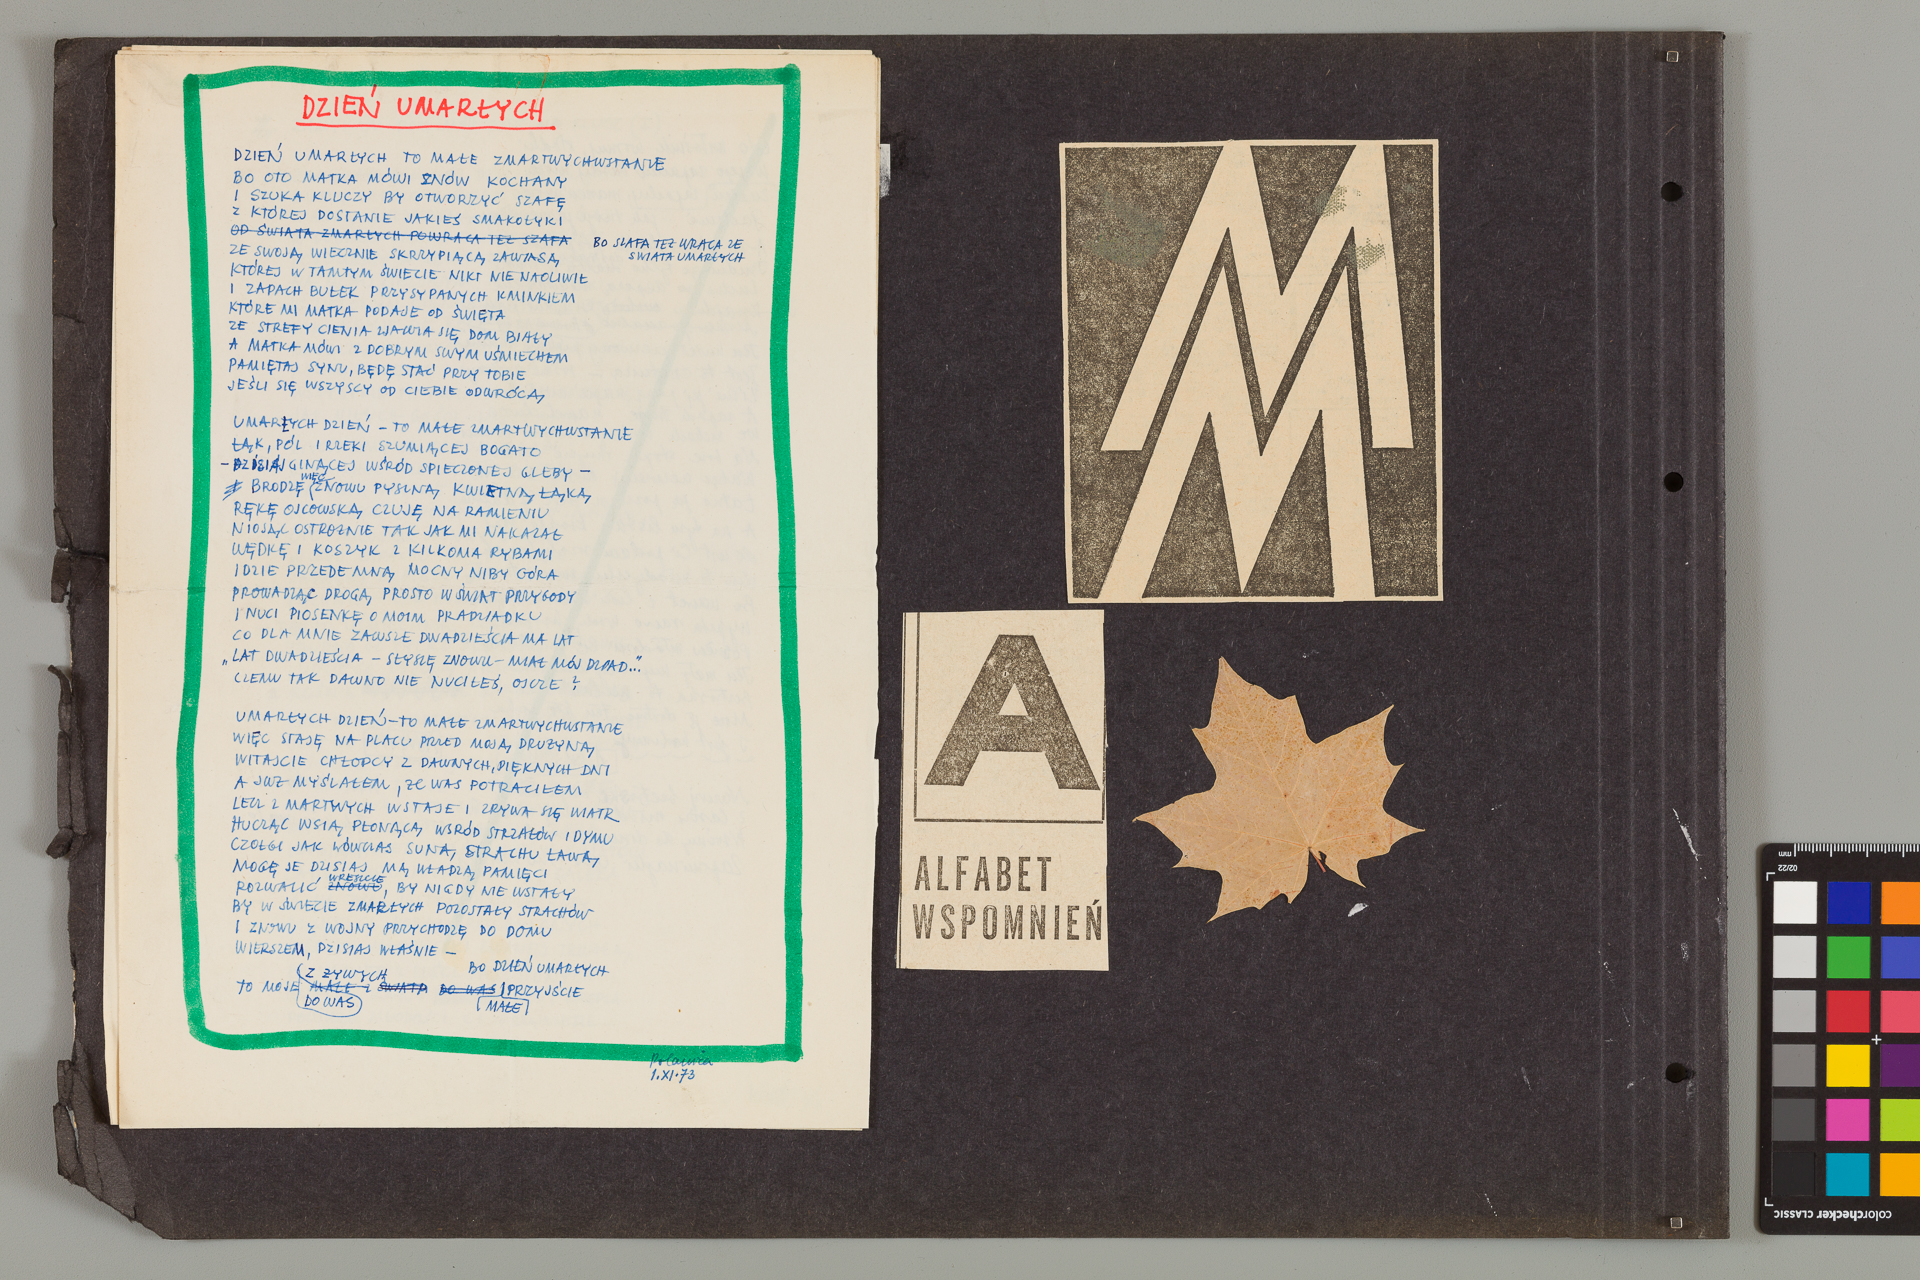 DZIEŃ UMARŁYCH
DZIEŃ UMARŁYCH TO MAŁE ZMARTWYCHWSTANIE
BO OTO MATKA MÓWI ZNÓW KOCHANY
I SZUKA KLUCZY BY OTWORZYĆ SZAFĘ
Z KTÓREJ DOSTANIE JAKIEŚ SMAKOŁYKI
OD ŚWIATA ZMARŁYCH POWRACA TEŻ SZAFA BO SZAFA TEŻ WRACA ZE
ŚWIATA UMARŁYCH
ZE SWOJĄ WIECZNIE SKRZYPIĄCĄ ZAWIASĄ
KTÓREJ W TAMTYM ŚWIECIE NIKT NIE NAOLIWIŁ
I ZAPACH BUŁEK PRZYSYPANYCH KMINKIEM
KTÓRE MI MATKA PODAJE OD ŚWIĘTA
ZE STREFY CIENIA ZJAWIA SIĘ DOM BIAŁY
A MATKA MÓWI Z DOBRYM SWYM UŚMIECHEM
PAMIĘTAJ SYNU, BĘDĘ STAĆ PRZY TOBIE
JEŚLI SIĘ WSZYSCY OD CIEBIE ODWRÓCĄ
UMARŁYCH DZIEŃ – TO MAŁE ZMARTWYCHWSTANIE
ŁĄK, PÓL I RZEKI SZUMIĄCEJ BOGATO
– DZISIAJ GINĄCEJ WŚRÓD SPIECZONEJ GLEBY –
WIĘC
BRODZĘ ZNOWU PYSZNĄ, KWIETNĄ ŁĄKĄ,
RĘKĘ OJCOWSKĄ CZUJĘ NA RAMIENIU
NIOSĄC OSTROŻNIE TAK JAK MI NAKAZAŁ
WĘDKĘ I KOSZYK Z KILKOMA RYBAMI
IDZIE PRZEDE MNĄ MOCNY NIBY GÓRA
PROWADZĄC DROGĄ PROSTO W ŚWIAT PRZYGODY
I NUCI PIOSENKĘ O MOIM PRADZIADKU
CO DLA MNIE ZAWSZE DWADZIEŚCIA MA LAT
„LAT DWADZIEŚCIA – SŁYSZĘ ZNOWU – MIAŁ MÓJ DZIAD..."
CZEMU TAK DAWNO NIE NUCIŁEŚ, OJCZE?
UMARŁYCH DZIEŃ – TO MAŁE ZMARTWYCHWSTANIE
WIĘC STAJĘ NA PLACU PRZED MOJĄ DRUŻYNĄ
WITAJCIE CHŁOPCY Z DAWNYCH, PIĘKNYCH DNI
A JUŻ MYŚLAŁEM, ŻE WAS POTRACIŁEM
LECZ Z MARTWYCH WSTAJE I ZRYWA SIĘ WIATR
HUCZĄC WSIĄ PŁONĄCĄ WŚRÓD STRZAŁÓW I DYMU
CZOŁGI JAK WÓWCZAS SUNĄ, STRACHU ŁAWĄ,
MOGĘ JE DZISIAJ MĄ WŁADZĄ PAMIĘCI
WRESZCIE
ROZWALIĆ ZNOWU, BY NIGDY NIE WSTAŁY
BY W ŚWIECIE ZMARŁYCH POZOSTAŁY STRACHÓW
I ZNOWU Z WOJNY PRZYCHODZĘ DO DOMU
WIERSZEM, DZISIAJ WŁAŚNIE –
Z ŻYWYCH BO DZIEŃ UMARŁYCH
TO MOJE MAŁE Z ŚWIATA DO WAS PRZYJŚCIE
DO WAS MAŁE
1.XI.73
M
M
A
ALFABET
WSPOMNIEŃ
mm
02/22
colorchecker CLASSIC